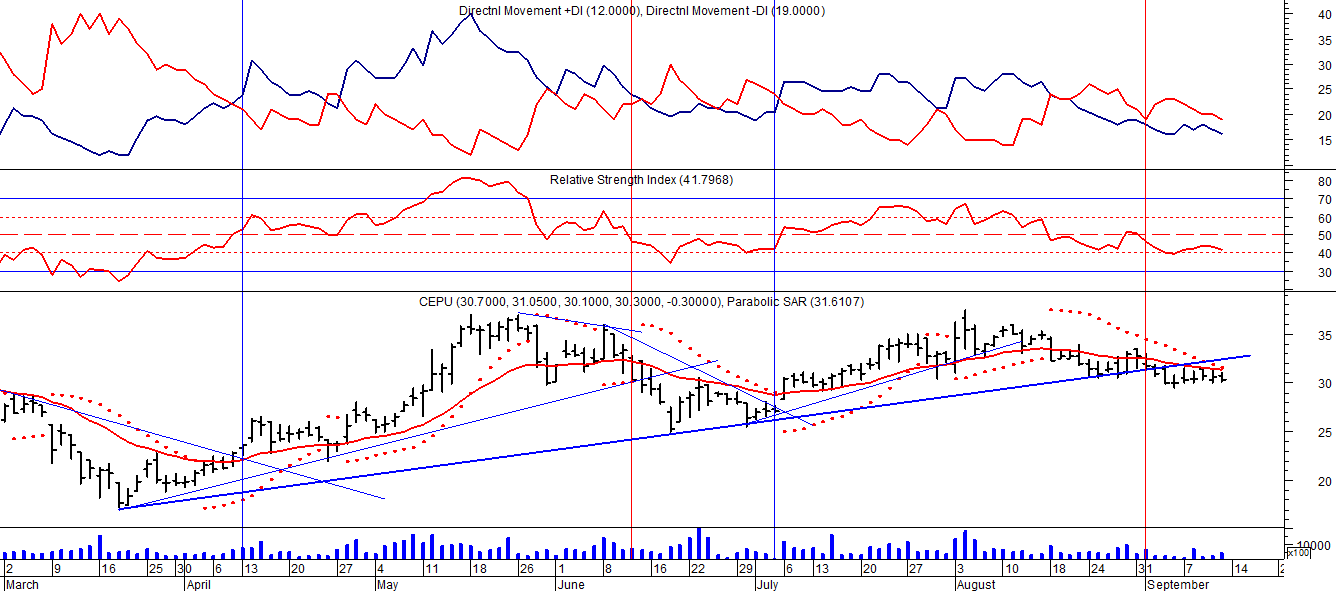 Directnl Movement +DI (12.0000), Directnl Movement -DI (19.0000)
40
35
30
25
20
15
Relative Strength Index (41.7968)
80
70
60
50
40
30
CEPU (30.7000, 31.0500, 30.1000, 30.3000, -0.30000), Parabolic SAR (31.6107)
35
30
25
20
10000
x100
2 9 16 25 30 6 13 20 27 4 11 18 26 1 8 16 22 29 6 13 20 27 3 10 18 24 31 7 14 2
March April May June July August September